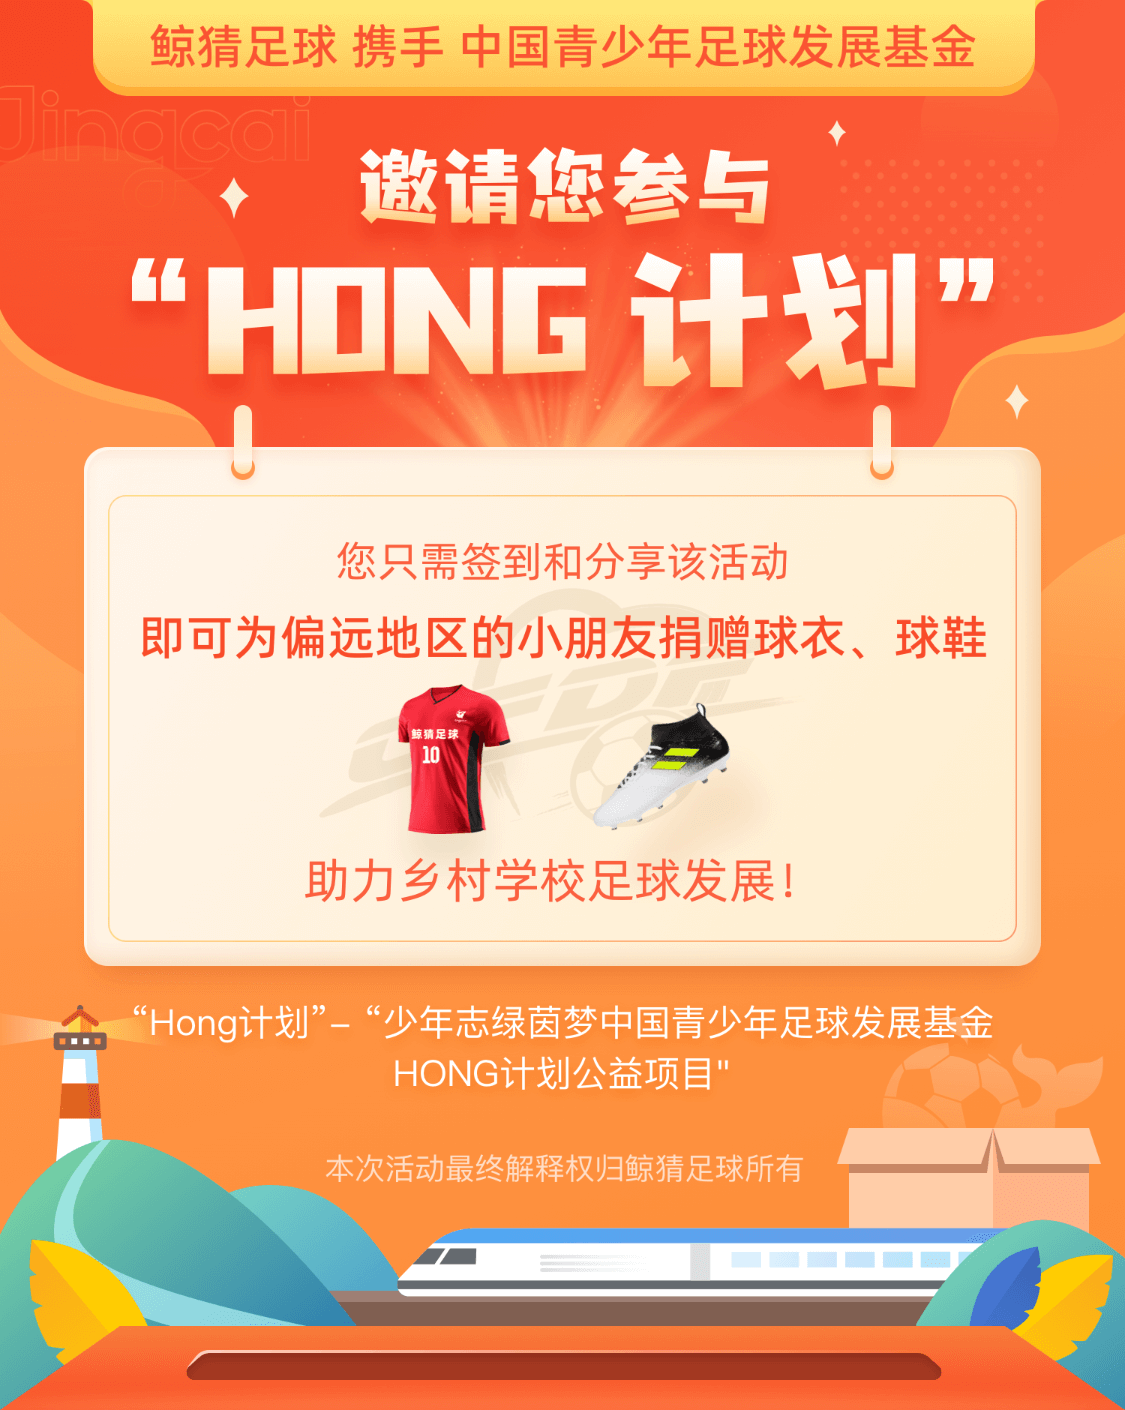 鲸猜足球 携手 中国青少年足球发展基金
Jingcai
邀请您参与
“HONG 计划”
您只需签到和分享该活动
即可为偏远地区的小朋友捐赠球衣、球鞋
CFDF
鲸猜足球
10
助力乡村学校足球发展！
“Hong计划”–“少年志绿茵梦中国青少年足球发展基金
HONG计划公益项目"
本次活动最终解释权归鲸猜足球所有